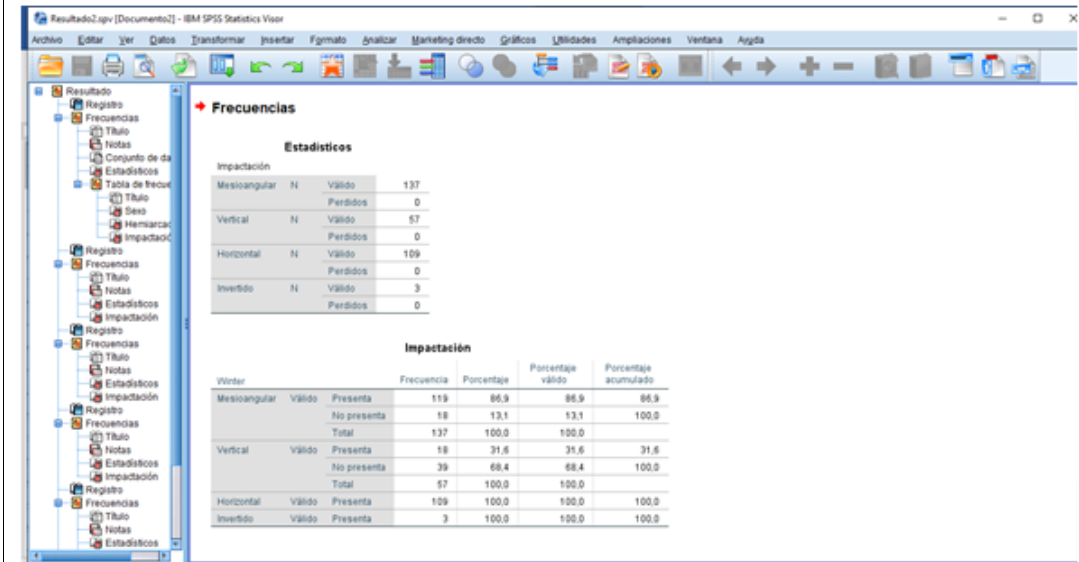 Resultado2.spv [Documento2] - IBM SPSS Statistics Visor
Archivo Editar Ver Datos Transformar Insertar Formato Analizar Marketing directo Gráficos Utilidades Ampliaciones Ventana Ayuda
Resultado
Registro
Frecuencias
Título
Notas
Conjunto de da
Estadísticos
Tabla de frecue
Título
Sexo
Hemiarcad
Impactació
Registro
Frecuencias
Título
Notas
Estadísticos
Impactación
Registro
Frecuencias
Título
Notas
Estadísticos
Impactación
Registro
Frecuencias
Título
Notas
Estadísticos
Impactación
Registro
Frecuencias
Título
Notas
Estadísticos
Frecuencias
Estadísticos
Impactación
Mesioangular N Válido 137
Perdidos 0
Vertical N Válido 57
Perdidos 0
Horizontal N Válido 109
Perdidos 0
Invertido N Válido 3
Perdidos 0
Impactación
Winter Frecuencia Porcentaje Porcentaje válido Porcentaje acumulado
Mesioangular Válido Presenta 119 86,9 86,9 86,9
No presenta 18 13,1 13,1 100,0
Total 137 100,0 100,0
Vertical Válido Presenta 18 31,6 31,6 31,6
No presenta 39 68,4 68,4 100,0
Total 57 100,0 100,0
Horizontal Válido Presenta 109 100,0 100,0 100,0
Invertido Válido Presenta 3 100,0 100,0 100,0